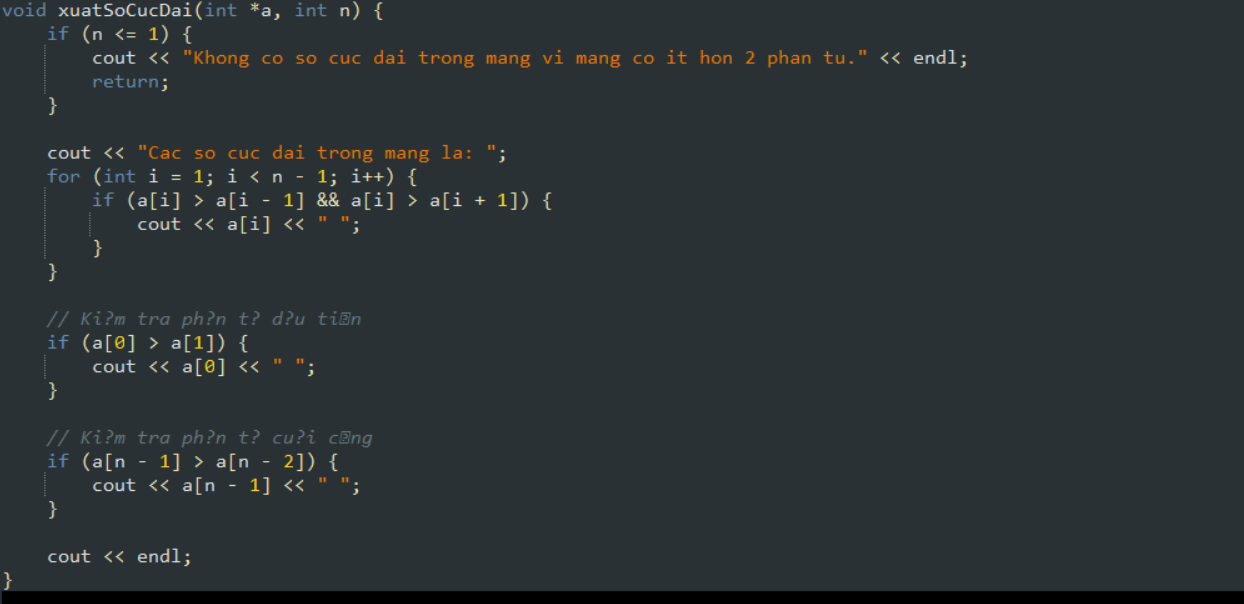 void xuatSoCucDai(int *a, int n) {
    if (n <= 1) {
        cout << "Khong co so cuc dai trong mang vi mang co it hon 2 phan tu." << endl;
        return;
    }

    cout << "Cac so cuc dai trong mang la: ";
    for (int i = 1; i < n - 1; i++) {
        if (a[i] > a[i - 1] && a[i] > a[i + 1]) {
            cout << a[i] << " ";
        }
    }

    // Ki?m tra ph?n t? d?u ti�n
    if (a[0] > a[1]) {
        cout << a[0] << " ";
    }

    // Ki?m tra ph?n t? cu?i c�ng
    if (a[n - 1] > a[n - 2]) {
        cout << a[n - 1] << " ";
    }

    cout << endl;
}